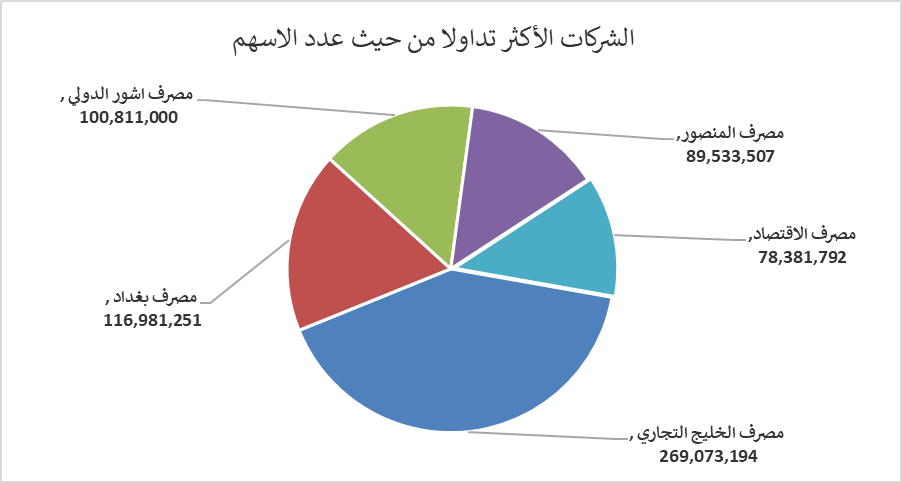 الشركات الأكثر تداولا من حيث عدد الاسهم
مصرف اشور الدولي ,
100,811,000
مصرف المنصور,
89,533,507
مصرف الاقتصاد,
78,381,792
مصرف بغداد ,
116,981,251
مصرف الخليج التجاري ,
269,073,194